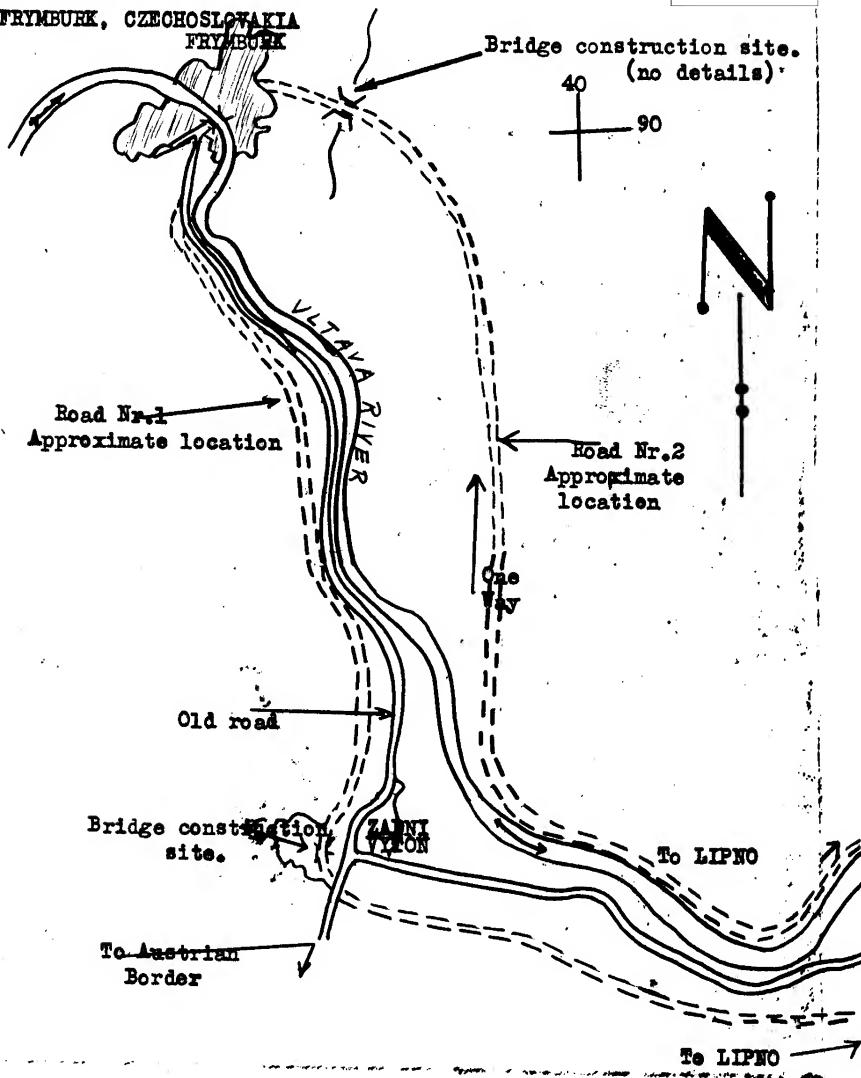 FRYMBURK, CZECHOSLOVAKIA
FRYMBURK
Bridge construction site.
(no details)
40
90
N
VLTAVA RIVER
Road Nr.1
Approximate location
Road Nr.2
Approximate
location
One
Way
Old road
Bridge construction
site.
ZADNI
VYTON
To LIPNO
To Austrian
Border
To LIPNO